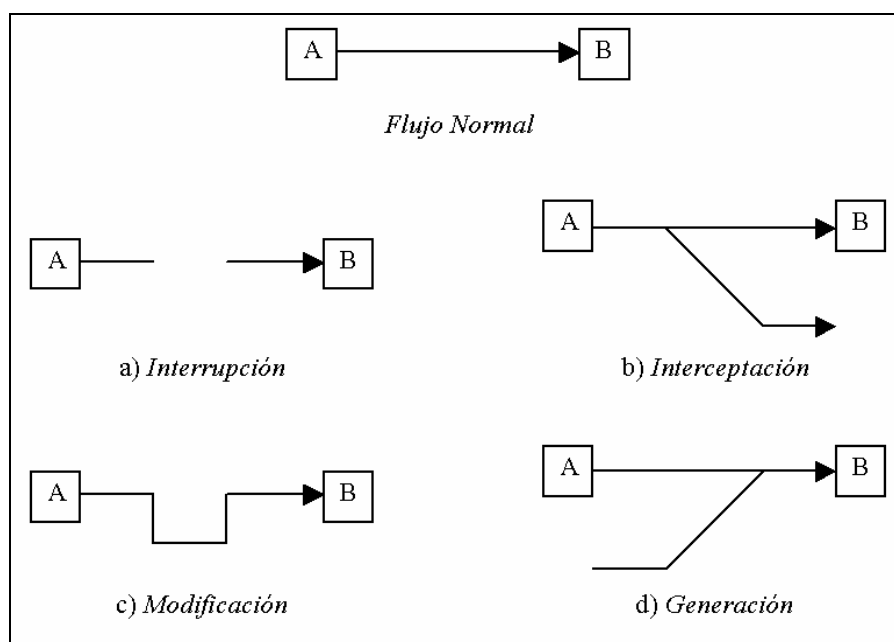 A B
Flujo Normal
A B
a) Interrupción
A B
b) Interceptación
A B
c) Modificación
A B
d) Generación